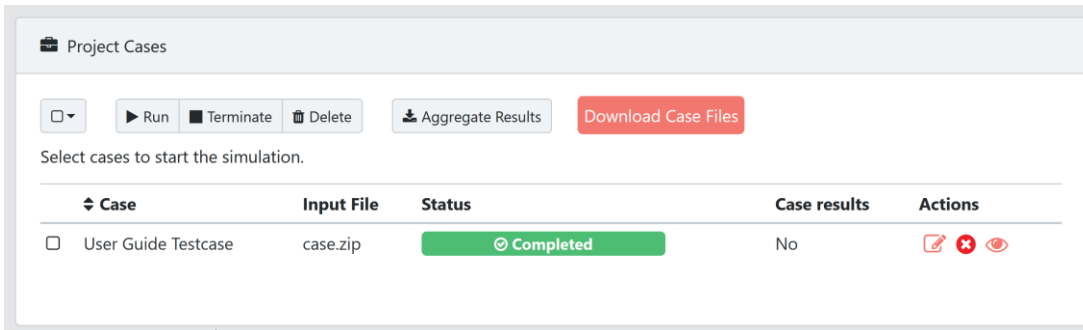 Project Cases
Run Terminate Delete Aggregate Results Download Case Files
Select cases to start the simulation.
Case Input File Status Case results Actions
User Guide Testcase case.zip Completed No